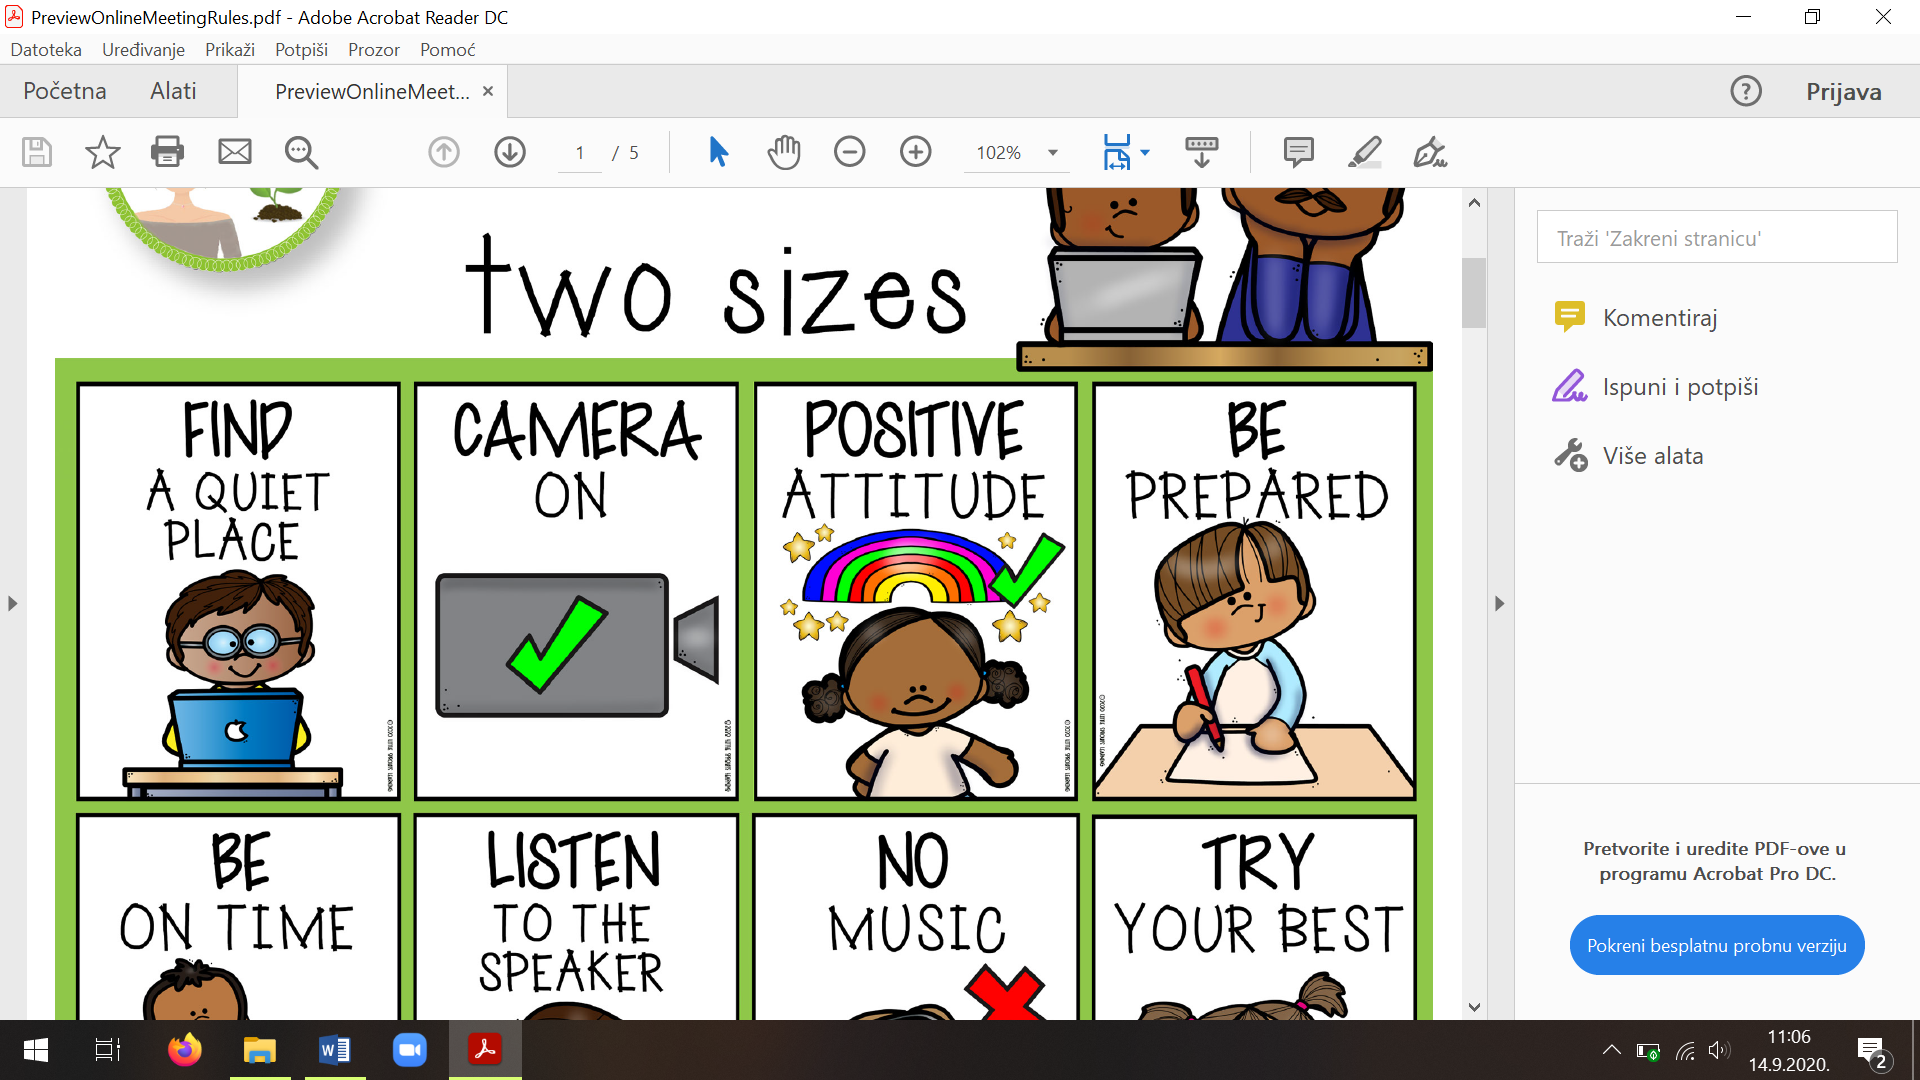 PreviewOnlineMeetingRules.pdf - Adobe Acrobat Reader DC
Datoteka Uređivanje Prikaži Potpiši Prozor Pomoć
Početna Alati PreviewOnlineMeet... Prijava
1 / 5 102%
two sizes
Traži 'Zakreni stranicu'
Komentiraj
Ispuni i potpiši
Više alata
FIND
A QUIET
PLACE
CAMERA
ON
POSITIVE
ATTITUDE
BE
PREPARED
BE
ON TIME
LISTEN
TO THE
SPEAKER
NO
MUSIC
TRY
YOUR BEST
Pretvorite i uredite PDF-ove u
programu Acrobat Pro DC.
Pokreni besplatnu probnu verziju
11:06
14.9.2020.
2